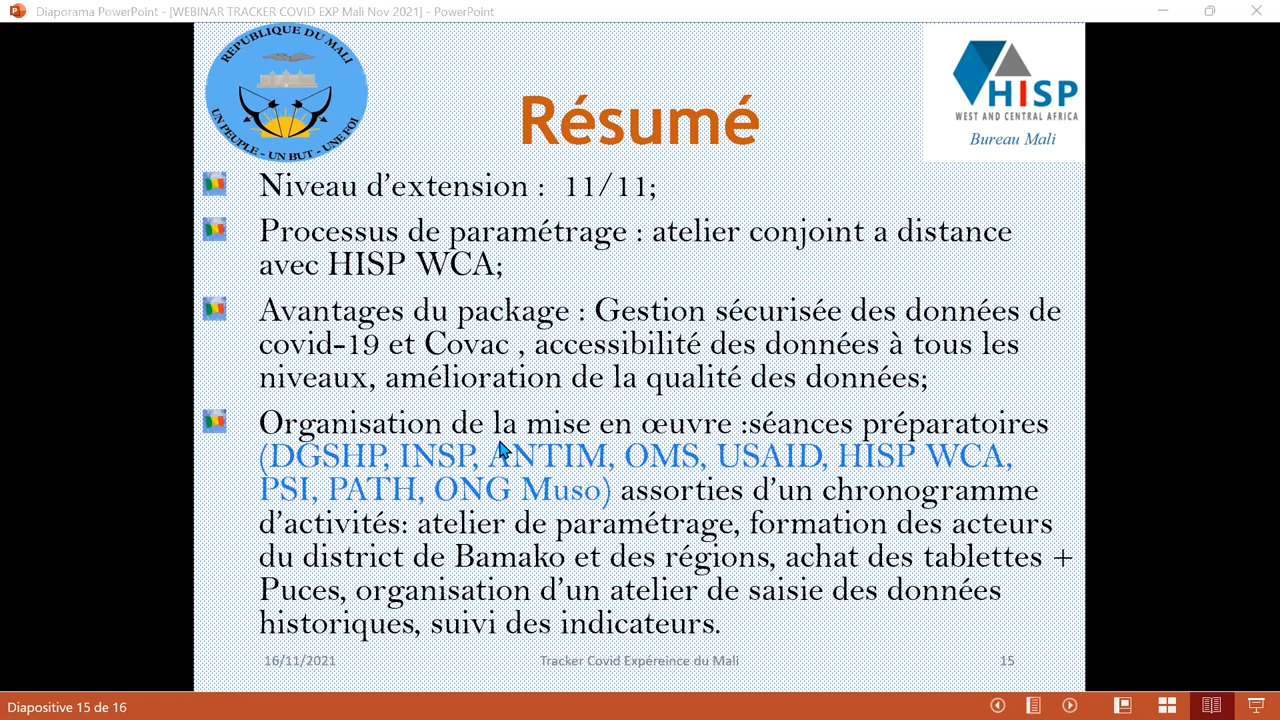 Diaporama PowerPoint - [WEBINAR TRACKER COVID EXP Mali Nov 2021] - PowerPoint
REPUBLIQUE DU MALI
UN PEUPLE - UN BUT - UNE FOI
HISP
WEST AND CENTRAL AFRICA
Bureau Mali
Résumé
Niveau d’extension : 11/11;
Processus de paramétrage : atelier conjoint a distance
avec HISP WCA;
Avantages du package : Gestion sécurisée des données de
covid-19 et Covac , accessibilité des données à tous les
niveaux, amélioration de la qualité des données;
Organisation de la mise en œuvre :séances préparatoires
(DGSHP, INSP, ANTIM, OMS, USAID, HISP WCA,
PSI, PATH, ONG Muso) assorties d’un chronogramme
d’activités: atelier de paramétrage, formation des acteurs
du district de Bamako et des régions, achat des tablettes +
Puces, organisation d’un atelier de saisie des données
historiques, suivi des indicateurs.
16/11/2021
Tracker Covid Expéreince du Mali
15
Diapositive 15 de 16